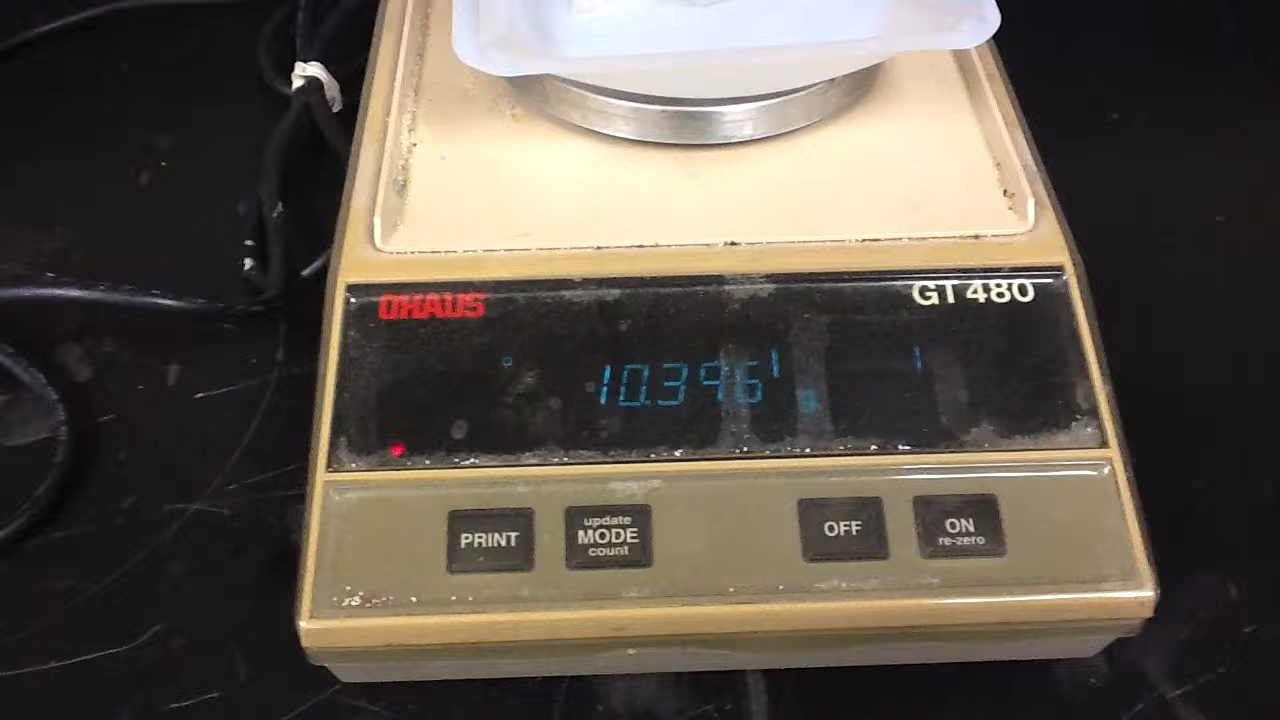 OHAUS
GT 480
10.396
PRINT
update
MODE
count
OFF
ON
re-zero